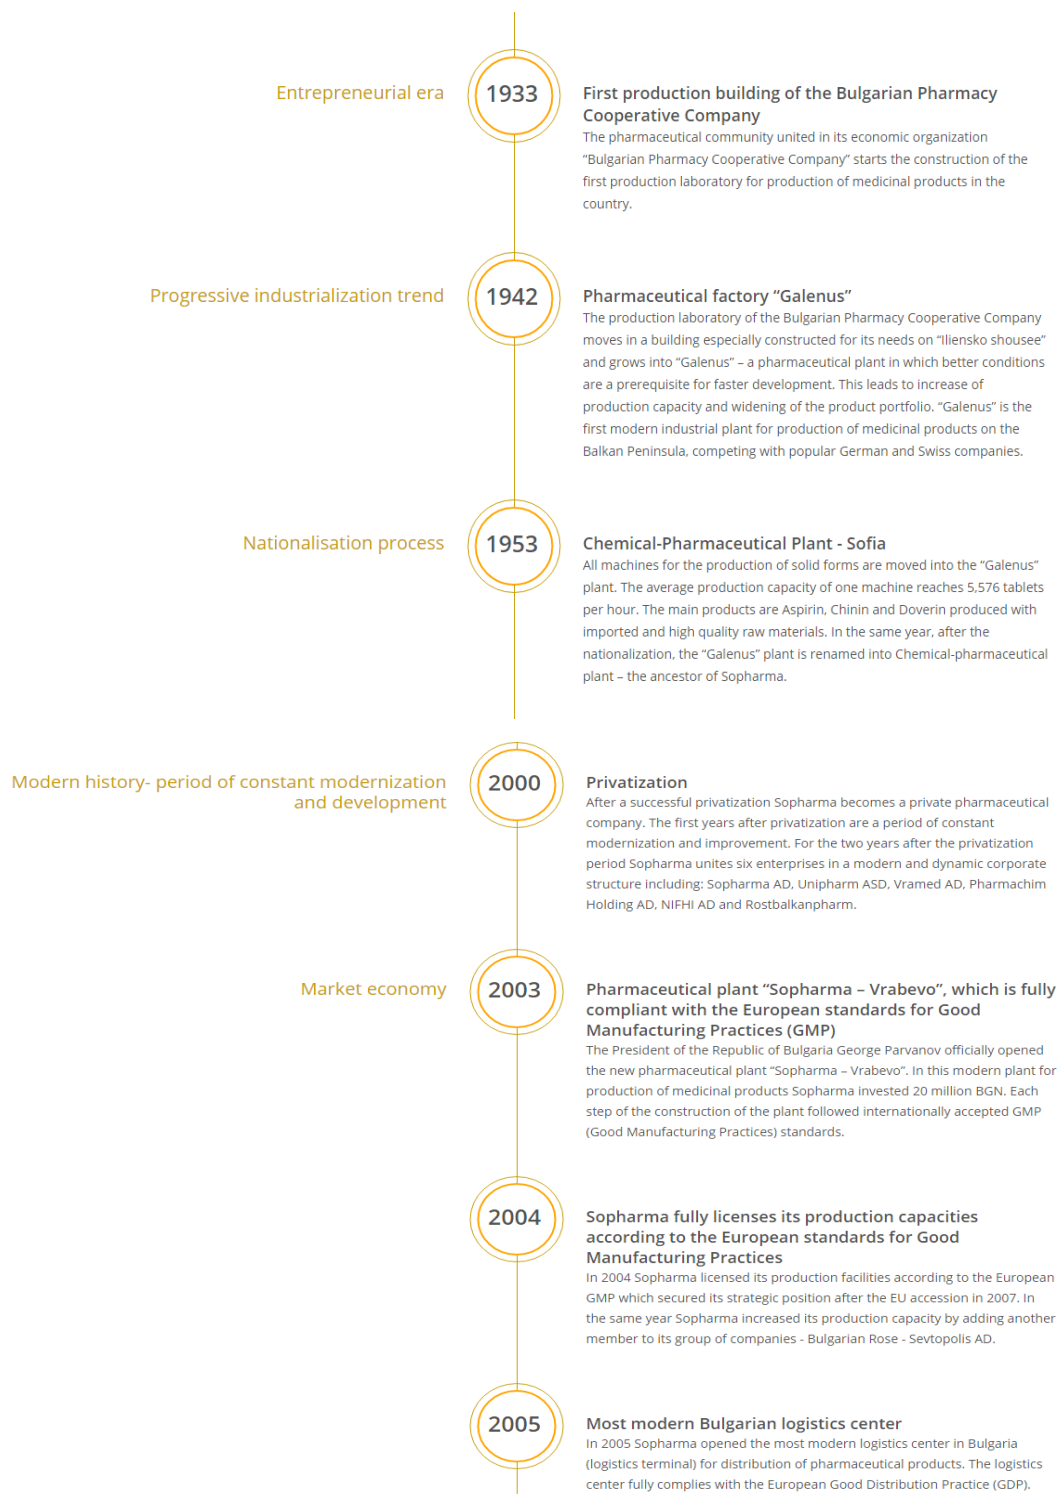 Entrepreneurial era
1933
First production building of the Bulgarian Pharmacy
Cooperative Company
The pharmaceutical community united in its economic organization
“Bulgarian Pharmacy Cooperative Company” starts the construction of the
first production laboratory for production of medicinal products in the
country.
Progressive industrialization trend
1942
Pharmaceutical factory “Galenus”
The production laboratory of the Bulgarian Pharmacy Cooperative Company
moves in a building especially constructed for its needs on “Iliensko shousee”
and grows into “Galenus” – a pharmaceutical plant in which better conditions
are a prerequisite for faster development. This leads to increase of
production capacity and widening of the product portfolio. “Galenus” is the
first modern industrial plant for production of medicinal products on the
Balkan Peninsula, competing with popular German and Swiss companies.
Nationalisation process
1953
Chemical-Pharmaceutical Plant - Sofia
All machines for the production of solid forms are moved into the “Galenus”
plant. The average production capacity of one machine reaches 5,576 tablets
per hour. The main products are Aspirin, Chinin and Doverin produced with
imported and high quality raw materials. In the same year, after the
nationalization, the “Galenus” plant is renamed into Chemical-pharmaceutical
plant – the ancestor of Sopharma.
Modern history- period of constant modernization
and development
2000
Privatization
After a successful privatization Sopharma becomes a private pharmaceutical
company. The first years after privatization are a period of constant
modernization and improvement. For the two years after the privatization
period Sopharma unites six enterprises in a modern and dynamic corporate
structure including: Sopharma AD, Unipharm ASD, Vramed AD, Pharmachim
Holding AD, NIFHI AD and Rostbalkanpharm.
Market economy
2003
Pharmaceutical plant “Sopharma – Vrabevo”, which is fully
compliant with the European standards for Good
Manufacturing Practices (GMP)
The President of the Republic of Bulgaria George Parvanov officially opened
the new pharmaceutical plant “Sopharma – Vrabevo”. In this modern plant for
production of medicinal products Sopharma invested 20 million BGN. Each
step of the construction of the plant followed internationally accepted GMP
(Good Manufacturing Practices) standards.
2004
Sopharma fully licenses its production capacities
according to the European standards for Good
Manufacturing Practices
In 2004 Sopharma licensed its production facilities according to the European
GMP which secured its strategic position after the EU accession in 2007. In
the same year Sopharma increased its production capacity by adding another
member to its group of companies - Bulgarian Rose - Sevtopolis AD.
2005
Most modern Bulgarian logistics center
In 2005 Sopharma opened the most modern logistics center in Bulgaria
(logistics terminal) for distribution of pharmaceutical products. The logistics
center fully complies with the European Good Distribution Practice (GDP).